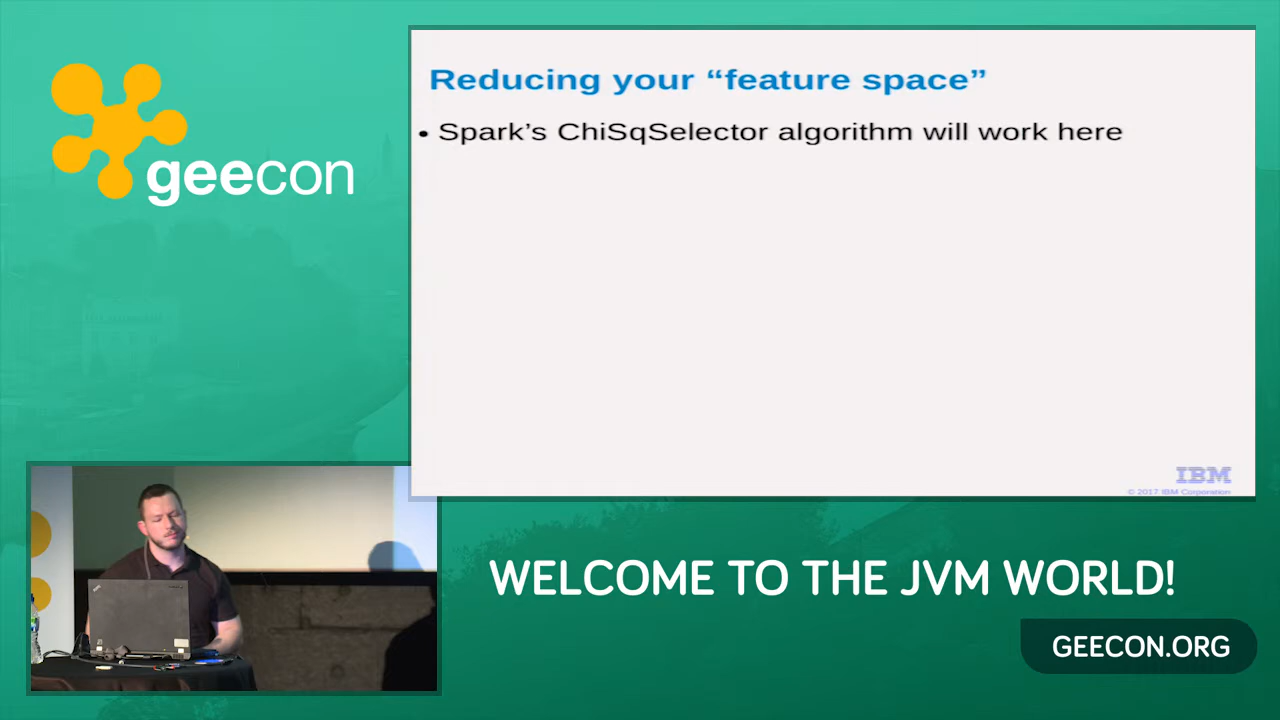 geecon
Reducing your “feature space”
• Spark’s ChiSqSelector algorithm will work here
IBM
© 2017 IBM Corporation
WELCOME TO THE JVM WORLD!
GEECON.ORG